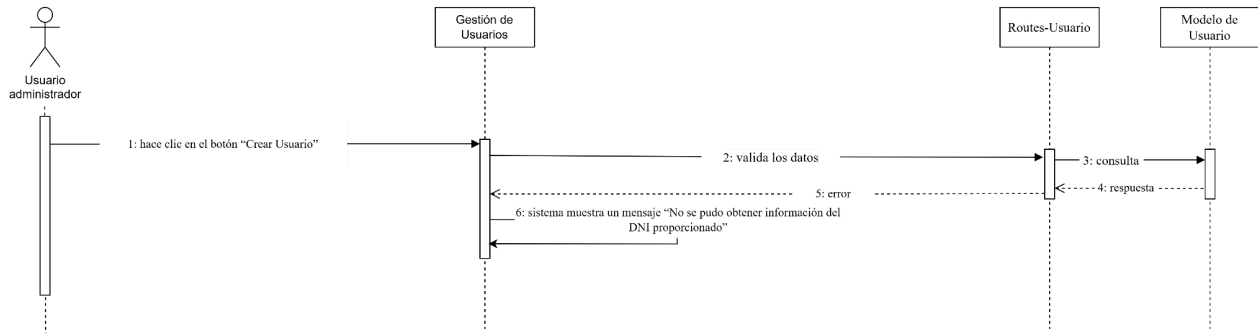 Gestión de
Usuarios
Routes-Usuario
Modelo de
Usuario
Usuario
administrador
1: hace clic en el botón “Crear Usuario”
2: valida los datos
3: consulta
4: respuesta
5: error
6: sistema muestra un mensaje “No se pudo obtener información del
DNI proporcionado”